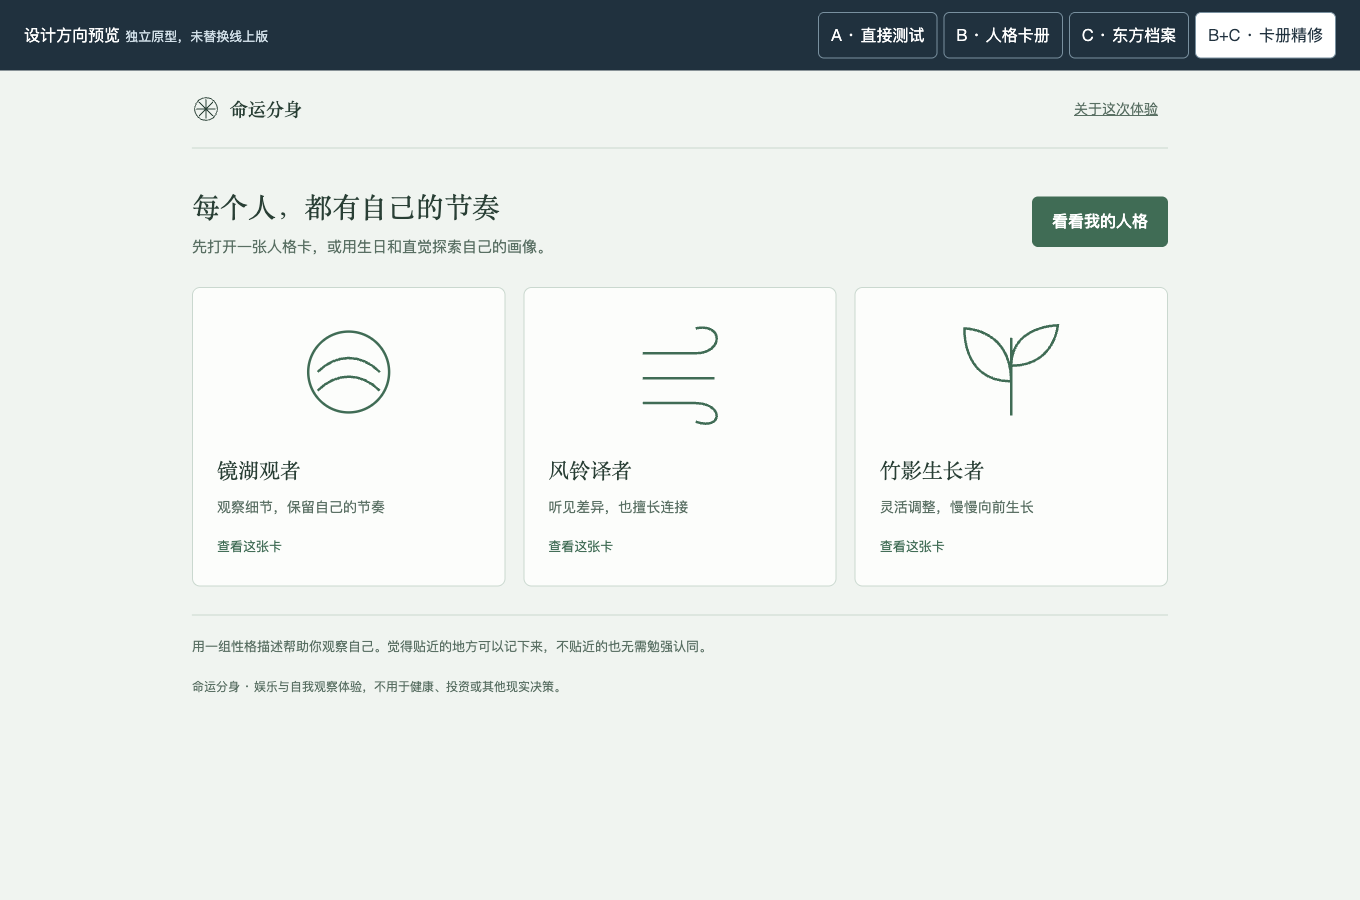 设计方向预览 独立原型，未替换线上版
A · 直接测试
B · 人格卡册
C · 东方档案
B+C · 卡册精修
命运分身
关于这次体验
每个人，都有自己的节奏
先打开一张人格卡，或用生日和直觉探索自己的画像。
看看我的人格
镜湖观者
观察细节，保留自己的节奏
查看这张卡
风铃译者
听见差异，也擅长连接
查看这张卡
竹影生长者
灵活调整，慢慢向前生长
查看这张卡
用一组性格描述帮助你观察自己。觉得贴近的地方可以记下来，不贴近的也无需勉强认同。
命运分身 · 娱乐与自我观察体验，不用于健康、投资或其他现实决策。